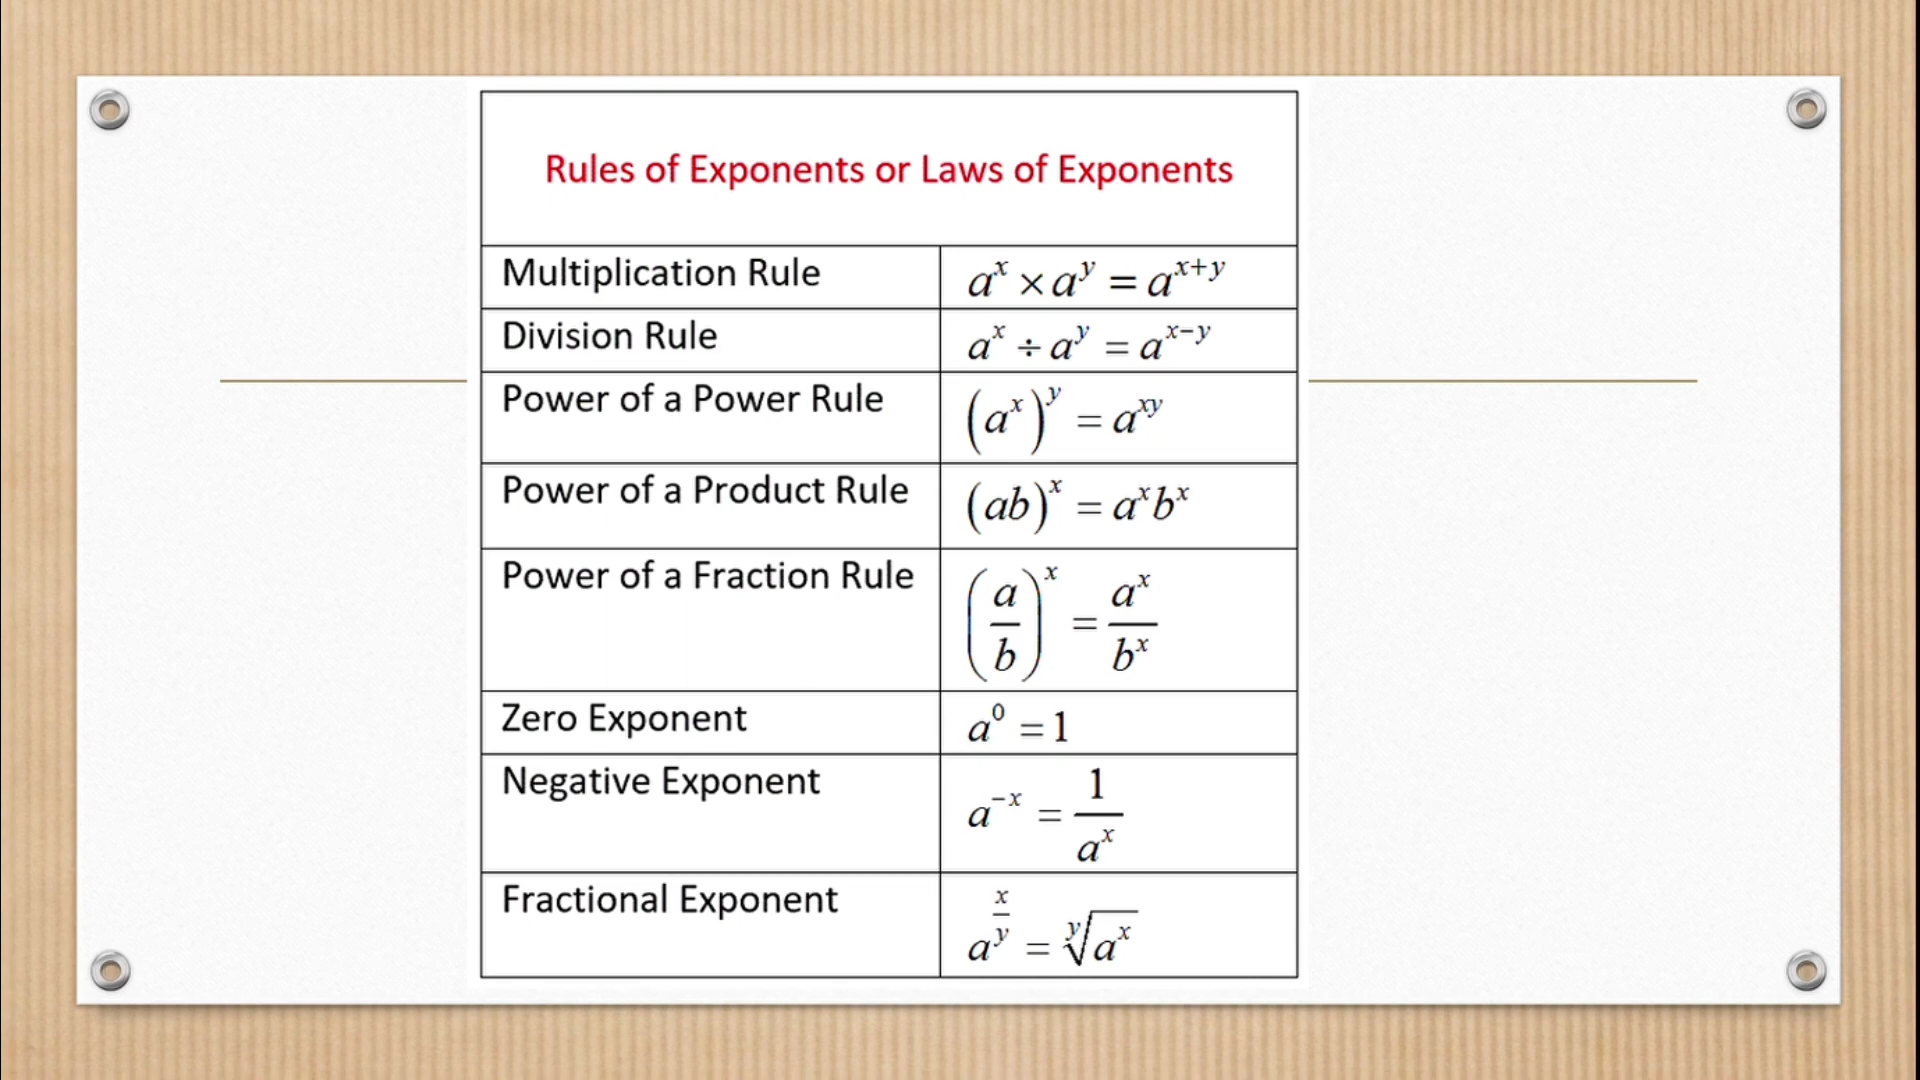 Rules of Exponents or Laws of Exponents
Multiplication Rule a^x × a^y = a^{x+y}
Division Rule a^x ÷ a^y = a^{x−y}
Power of a Power Rule (a^x)^y = a^{xy}
Power of a Product Rule (ab)^x = a^x b^x
Power of a Fraction Rule (a/b)^x = a^x/b^x
Zero Exponent a^0 = 1
Negative Exponent a^{−x} = 1/a^x
Fractional Exponent a^{x/y} = ʸ√(a^x)